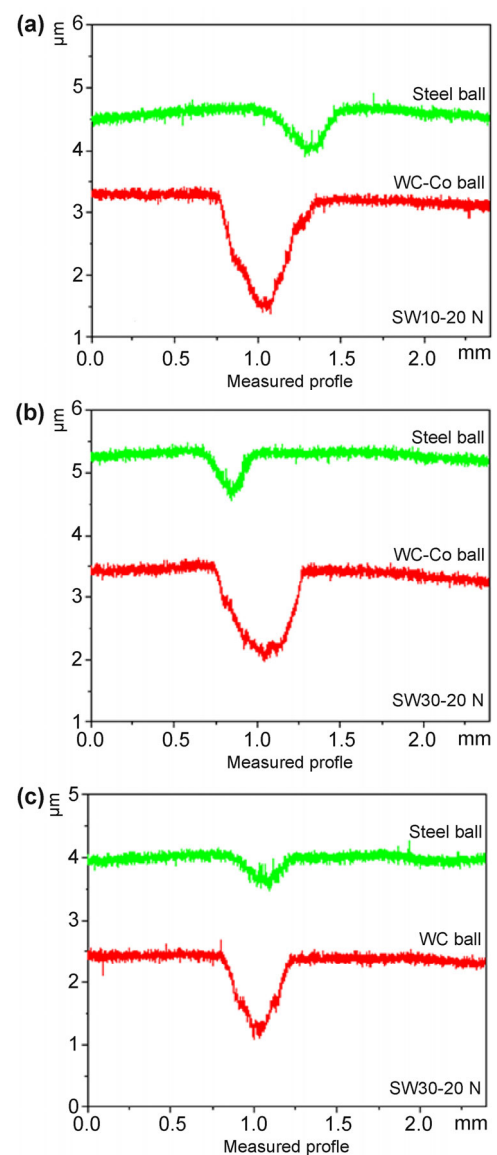 (a)
µm
6
5
4
3
2
1
Steel ball
WC-Co ball
SW10-20 N
0.0 0.5 1.0 1.5 2.0 mm
Measured profle
(b)
µm
6
5
4
3
2
1
Steel ball
WC-Co ball
SW30-20 N
0.0 0.5 1.0 1.5 2.0 mm
Measured profle
(c)
µm
5
4
3
2
1
0
Steel ball
WC ball
SW30-20 N
0.0 0.5 1.0 1.5 2.0 mm
Measured profle